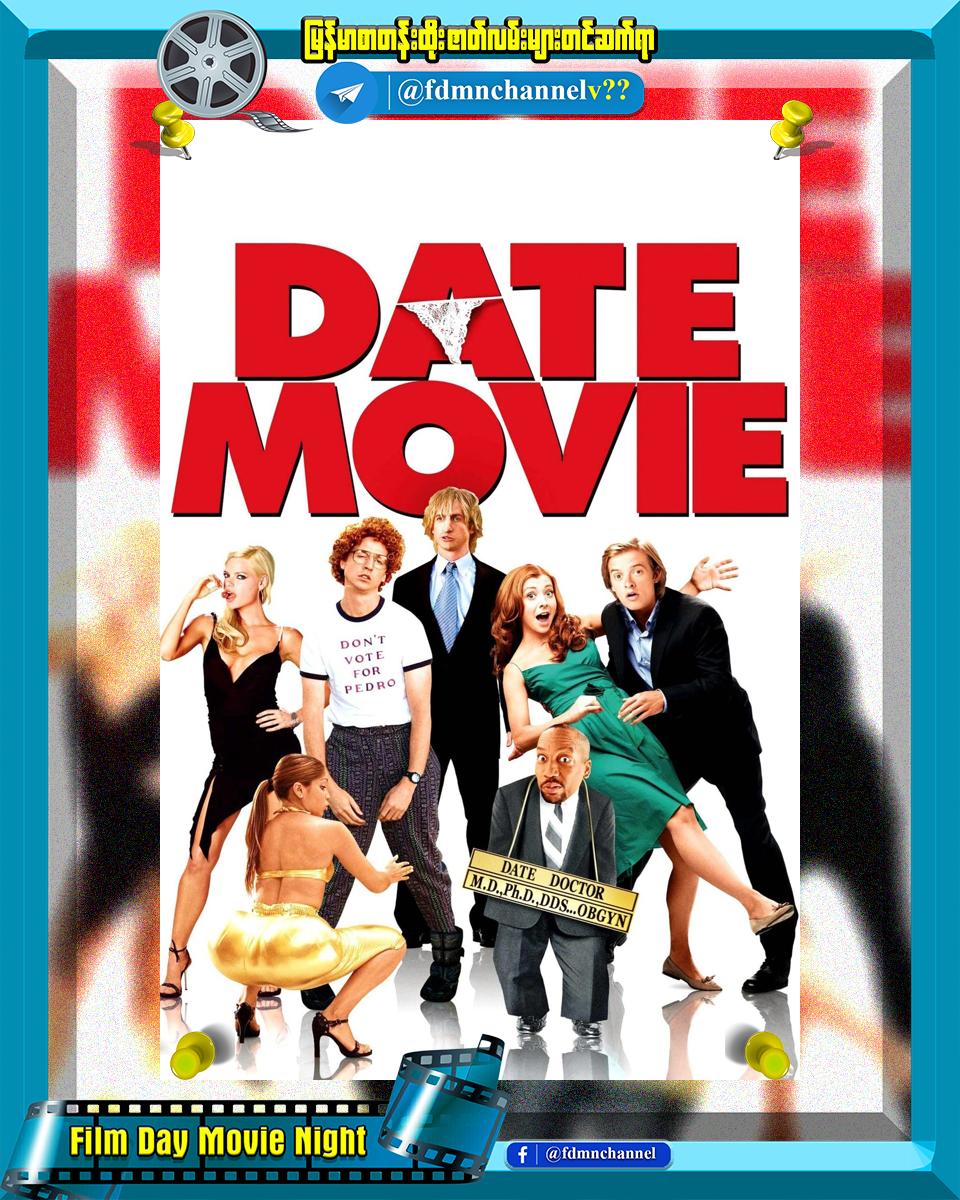 မြန်မာစာတန်းထိုးဇာတ်လမ်းများတင်ဆက်ရာ
@fdmnchannelv??
DATE
MOVIE
DON'T
VOTE
FOR
PEDRO
DATE DOCTOR
M.D.,Ph.D.,DDS...OBGYN
Film Day Movie Night
@fdmnchannel